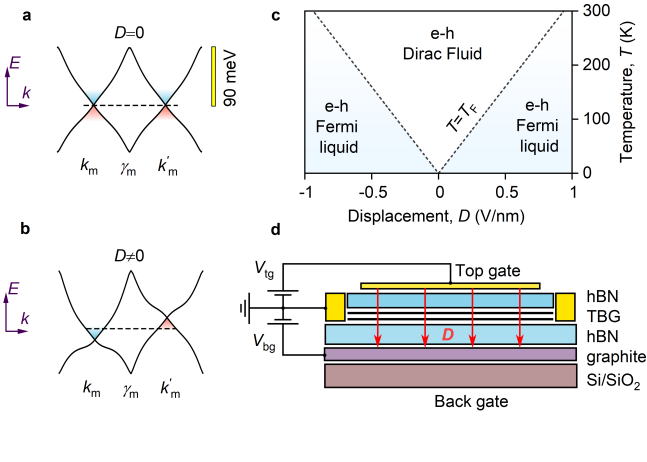 a
D=0
E
k
90 meV
k_m γ_m k'_m
b
D≠0
E
k
k_m γ_m k'_m
c
e-h
Dirac Fluid
e-h
Fermi
liquid
T=T_F
e-h
Fermi
liquid
300
200
100
0
Temperature, T (K)
-1 -0.5 0 0.5 1
Displacement, D (V/nm)
d
V_tg
Top gate
V_bg
D
hBN
TBG
hBN
graphite
Si/SiO₂
Back gate